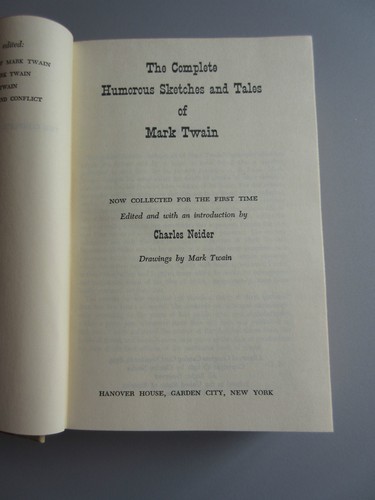 edited:
MARK TWAIN
TWAIN
TWAIN
CONFLICT
The Complete
Humorous Sketches and Tales
of
Mark Twain
NOW COLLECTED FOR THE FIRST TIME
Edited and with an introduction by
Charles Neider
Drawings by Mark Twain
HANOVER HOUSE, GARDEN CITY, NEW YORK